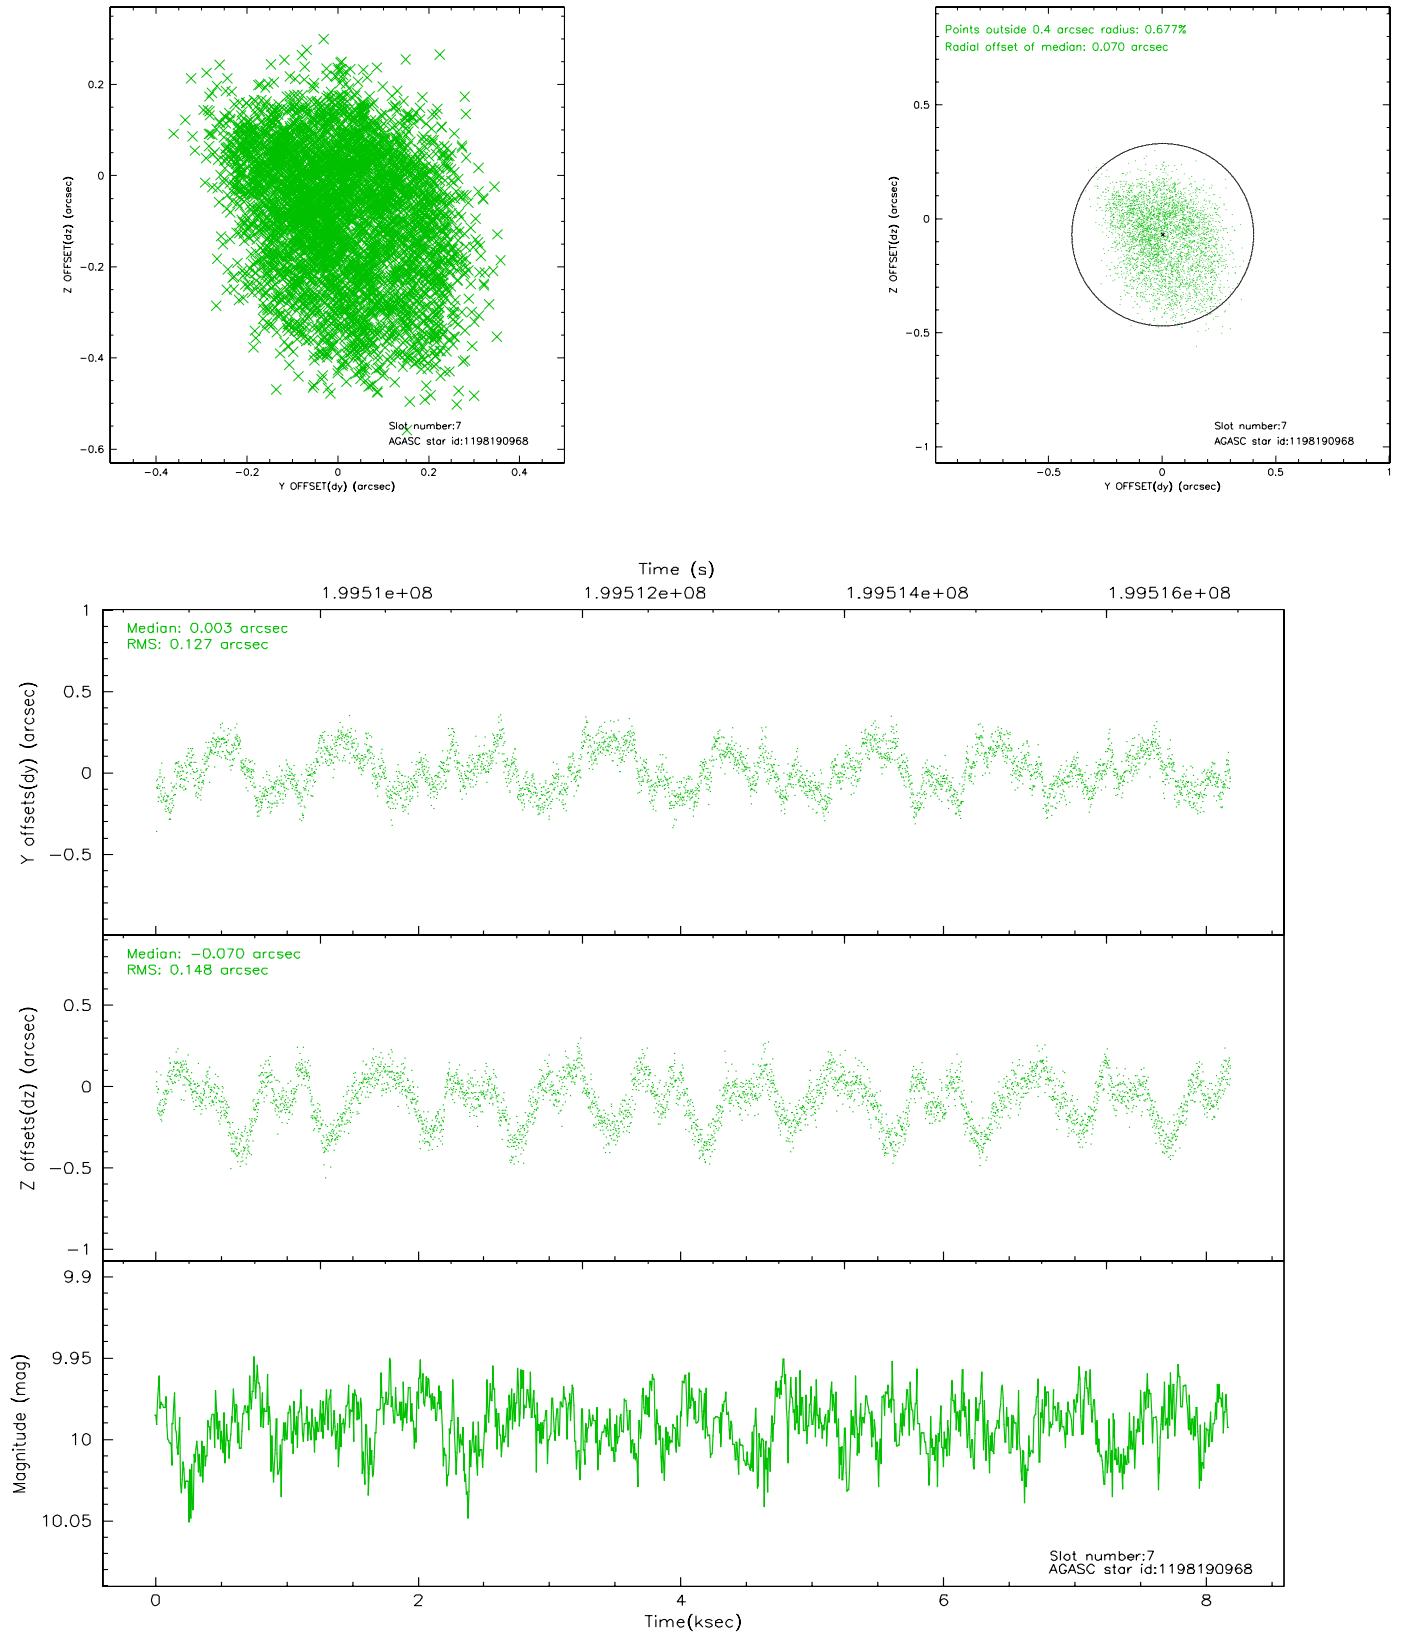 0.2
0
−0.2
−0.4
−0.6
Z OFFSET(dz) (arcsec)
−0.4 −0.2 0 0.2 0.4
Y OFFSET(dy) (arcsec)
Slot number:7
AGASC star id:1198190968
Points outside 0.4 arcsec radius: 0.677%
Radial offset of median: 0.070 arcsec
0.5
0
−0.5
−1
Z OFFSET(dz) (arcsec)
−0.5 0 0.5 1
Y OFFSET(dy) (arcsec)
Slot number:7
AGASC star id:1198190968
Time (s)
1.9951e+08 1.99512e+08 1.99514e+08 1.99516e+08
Median: 0.003 arcsec
RMS: 0.127 arcsec
1
0.5
0
−0.5
Y offsets(dy) (arcsec)
Median: −0.070 arcsec
RMS: 0.148 arcsec
0.5
0
−0.5
−1
Z offsets(dz) (arcsec)
9.9
9.95
10
10.05
Magnitude (mag)
Slot number:7
AGASC star id:1198190968
0 2 4 6 8
Time(ksec)